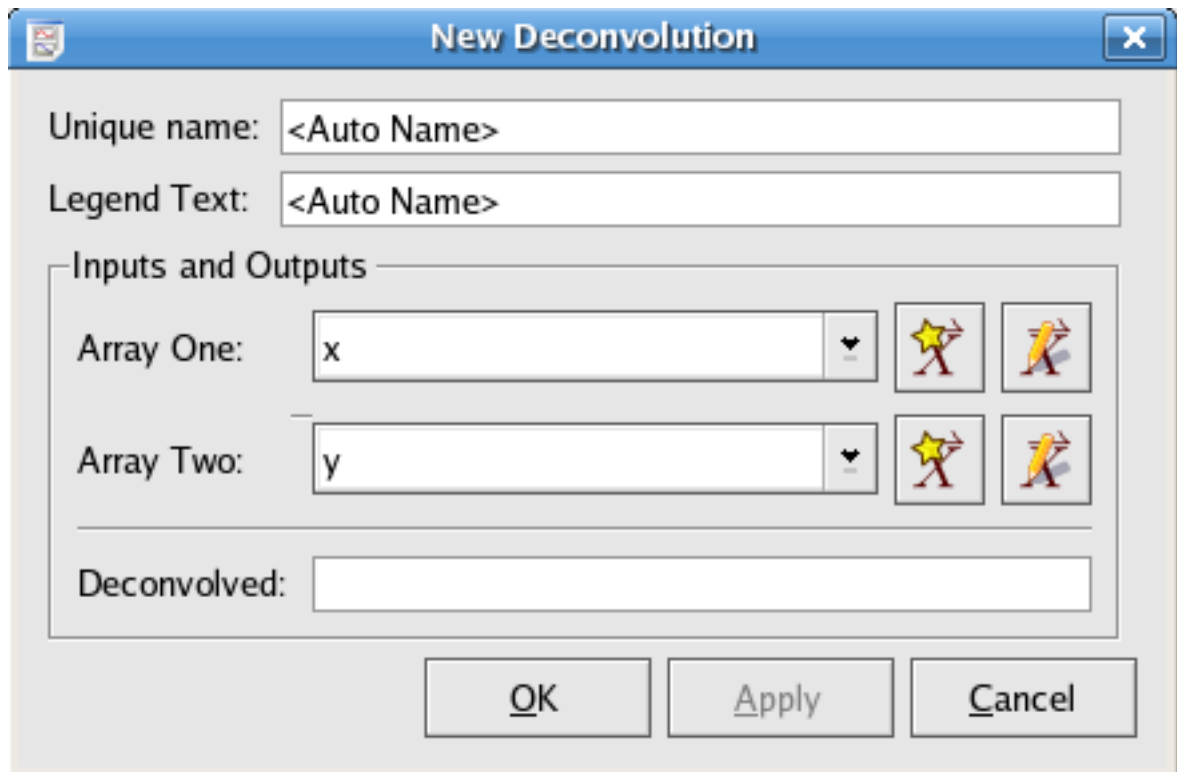 New Deconvolution
Unique name: <Auto Name>
Legend Text: <Auto Name>
Inputs and Outputs
Array One: x
Array Two: y
Deconvolved:
OK Apply Cancel